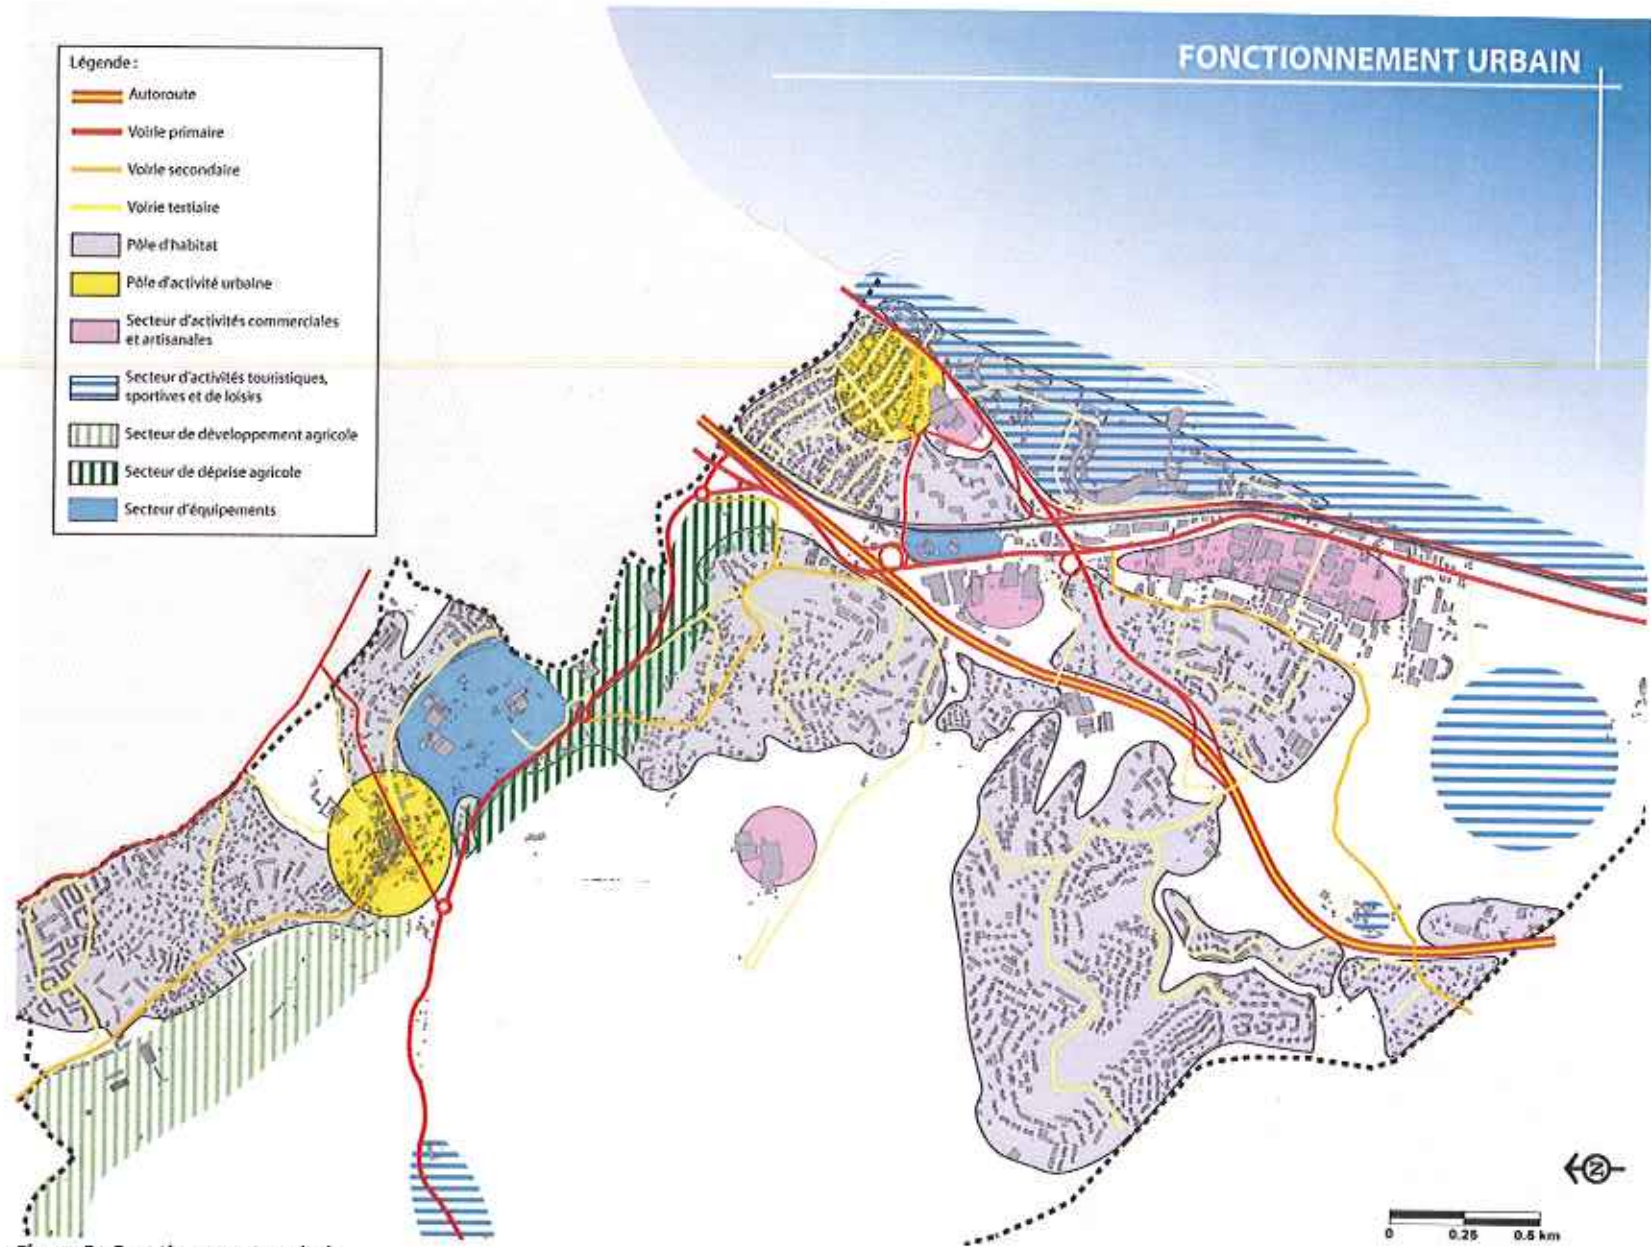 FONCTIONNEMENT URBAIN
Légende :
Autoroute
Voirie primaire
Voirie secondaire
Voirie tertiaire
Pôle d'habitat
Pôle d'activité urbaine
Secteur d'activités commerciales
et artisanales
Secteur d'activités touristiques,
sportives et de loisirs
Secteur de développement agricole
Secteur de déprise agricole
Secteur d'équipements
N
0 0.25 0.5 km